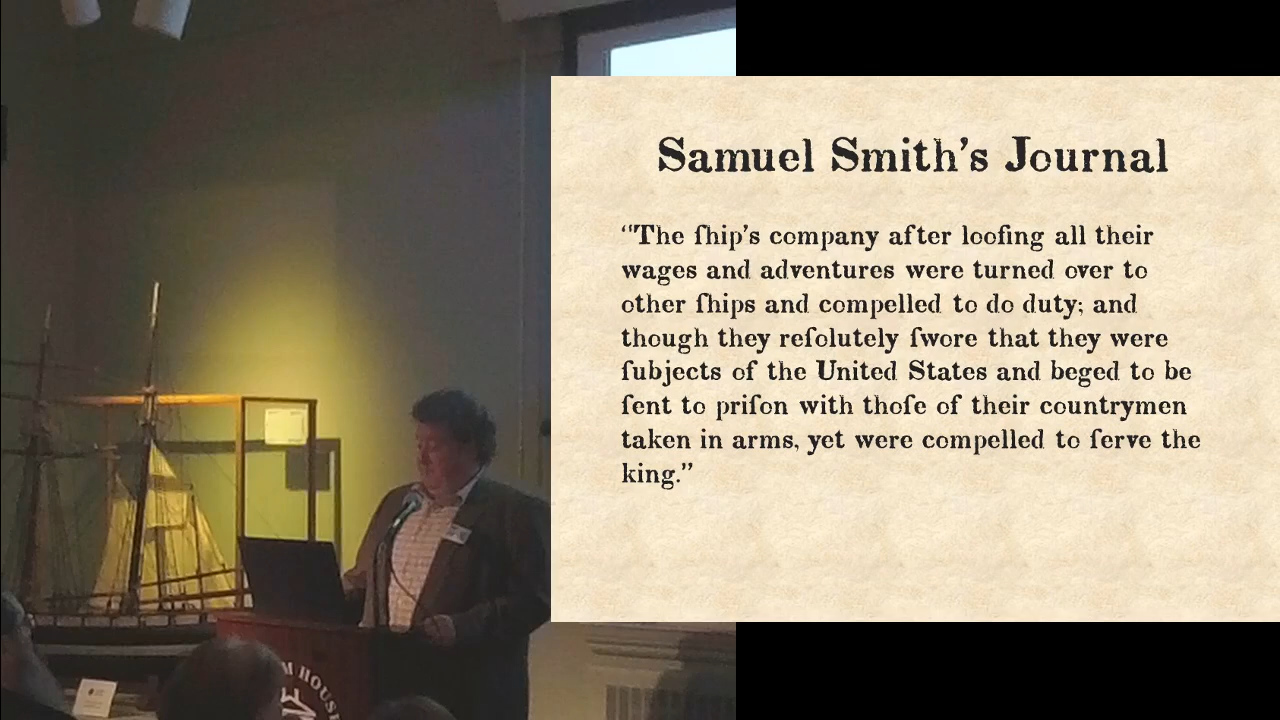 Samuel Smith's Journal
“The ſhip's company after looſing all their
wages and adventures were turned over to
other ſhips and compelled to do duty; and
though they reſolutely ſwore that they were
ſubjects of the United States and beged to be
ſent to priſon with thoſe of their countrymen
taken in arms, yet were compelled to ſerve the
king.”
M HOUSE